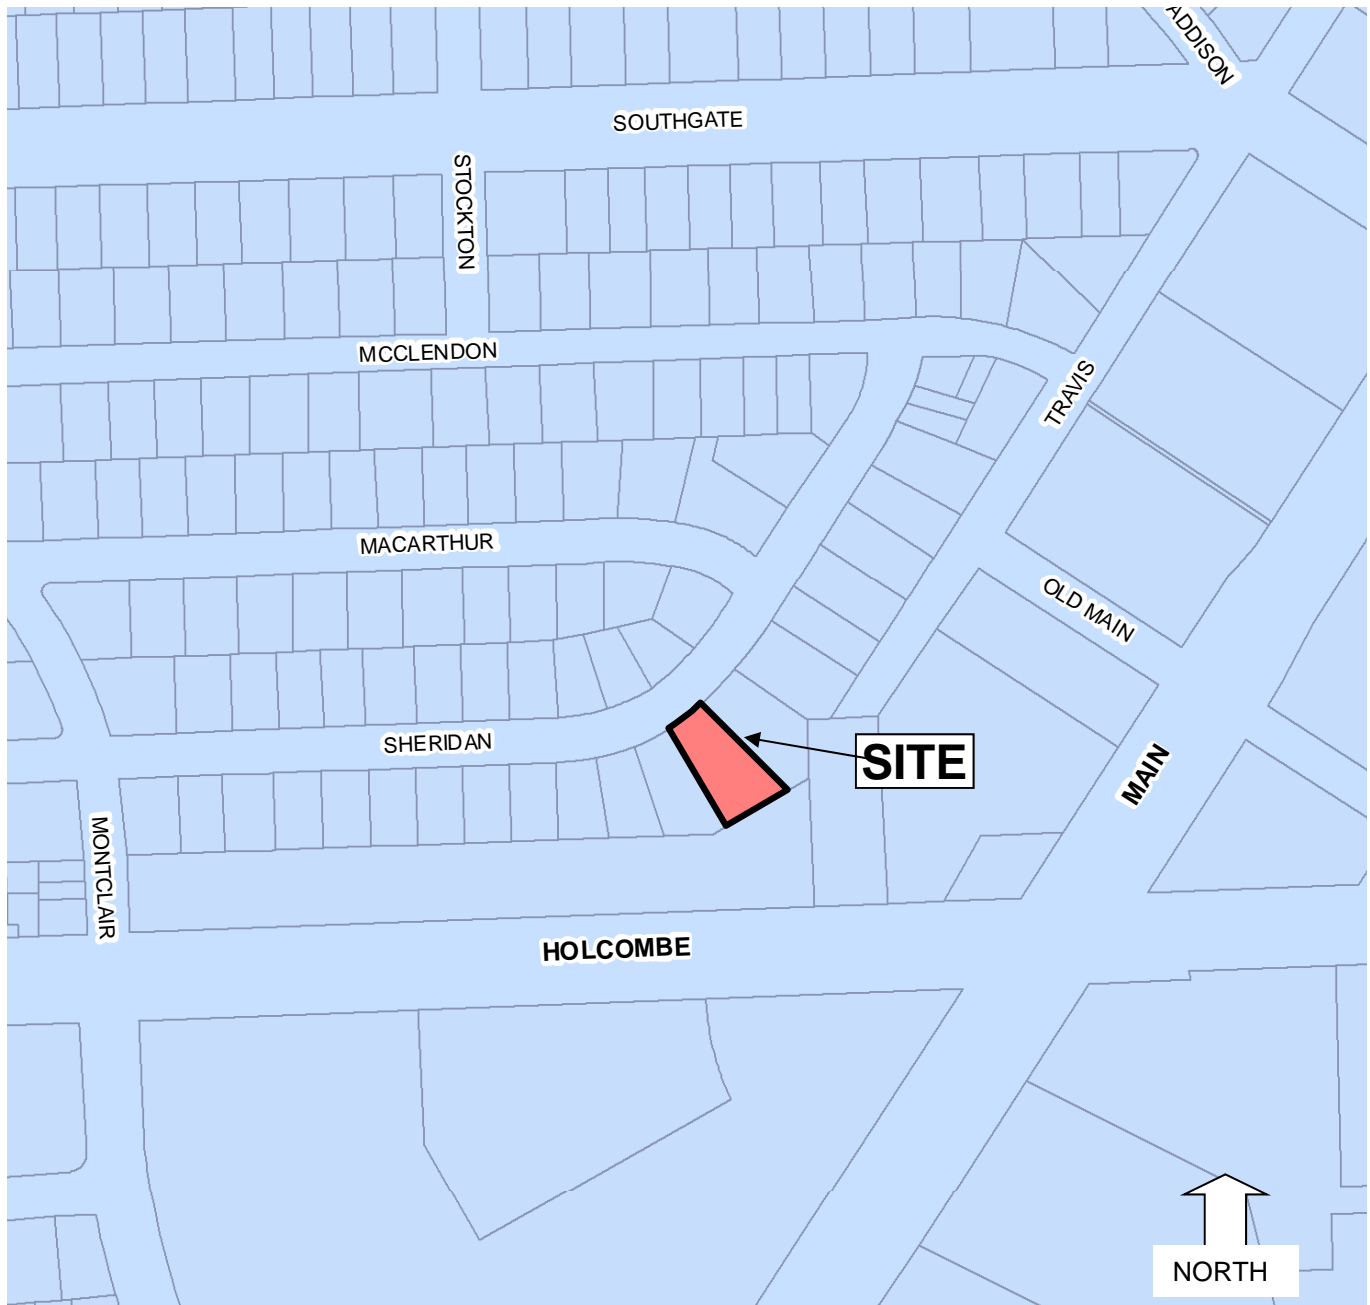 ADDISON
SOUTHGATE
STOCKTON
MCCLENDON
TRAVIS
MACARTHUR
OLD MAIN
SHERIDAN
SITE
MAIN
MONTCLAIR
HOLCOMBE
NORTH